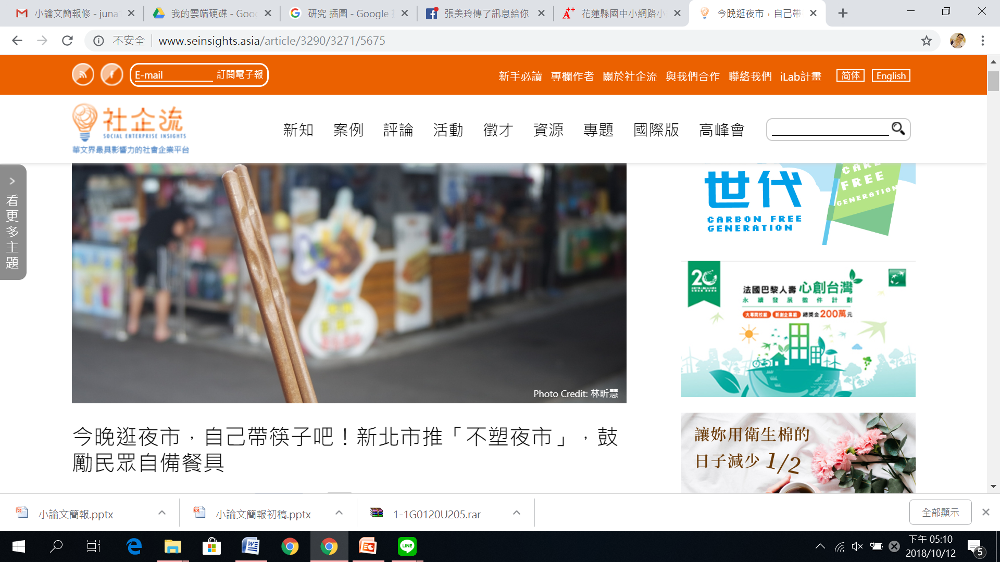 小論文簡報修 - juna
我的雲端硬碟 - Goo
研究 插圖 - Google
張美玲傳了訊息給你
花蓮縣國中小網路小
今晚逛夜市，自己帶
不安全 www.seinsights.asia/article/3290/3271/5675
E-mail 訂閱電子報
新手必讀 專欄作者 關於社企流 與我們合作 聯絡我們 iLab計畫 简体 English
社企流
SOCIAL ENTERPRISE INSIGHTS
華文界最具影響力的社會企業平台
新知 案例 評論 活動 徵才 資源 專題 國際版 高峰會
看更多主題
Photo Credit: 林昕慧
今晚逛夜市，自己帶筷子吧！新北市推「不塑夜市」，鼓
勵民眾自備餐具
世代
CARBON FREE
GENERATION
CARE
FREE
GENERATION
20
法國巴黎人壽 心創台灣
永續發展徵件計劃
大專院校組 新創企業組 總獎金200萬元
讓妳用衛生棉的
日子減少 1/2
小論文簡報.pptx
小論文簡報初稿.pptx
1-1G0120U205.rar
全部顯示
下午 05:10
2018/10/12
5